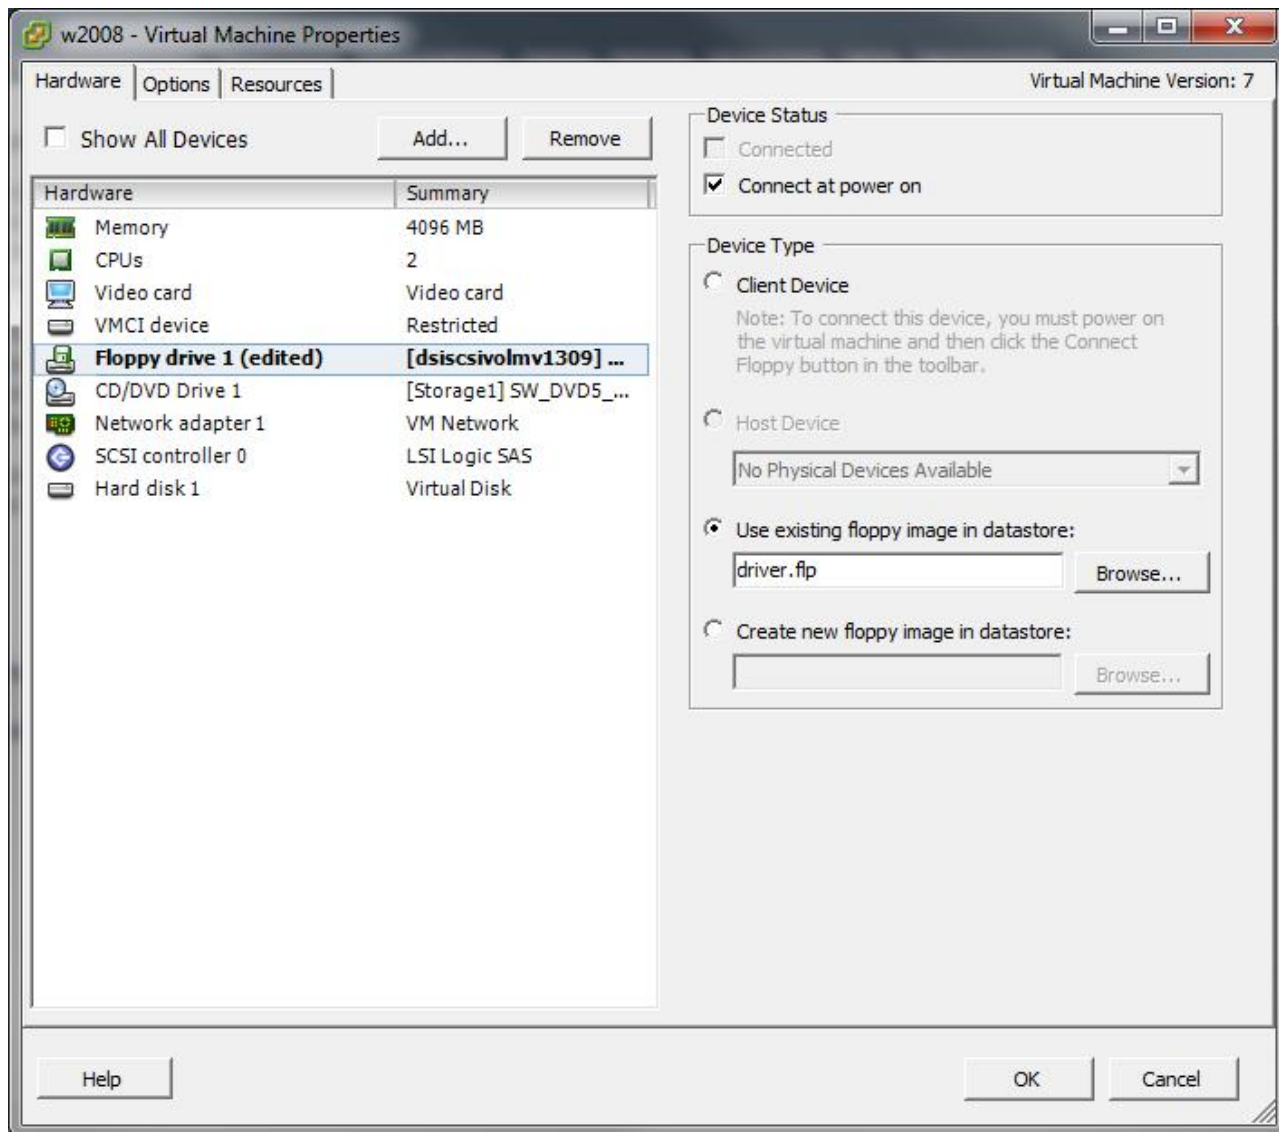 w2008 - Virtual Machine Properties
Hardware Options Resources Virtual Machine Version: 7
Show All Devices Add... Remove
Hardware Summary
Memory 4096 MB
CPUs 2
Video card Video card
VMCI device Restricted
Floppy drive 1 (edited) [dsiscsivolmv1309] ...
CD/DVD Drive 1 [Storage1] SW_DVD5_...
Network adapter 1 VM Network
SCSI controller 0 LSI Logic SAS
Hard disk 1 Virtual Disk
Device Status
Connected
Connect at power on
Device Type
Client Device
Note: To connect this device, you must power on
the virtual machine and then click the Connect
Floppy button in the toolbar.
Host Device
No Physical Devices Available
Use existing floppy image in datastore:
driver.flp Browse...
Create new floppy image in datastore:
Browse...
Help OK Cancel